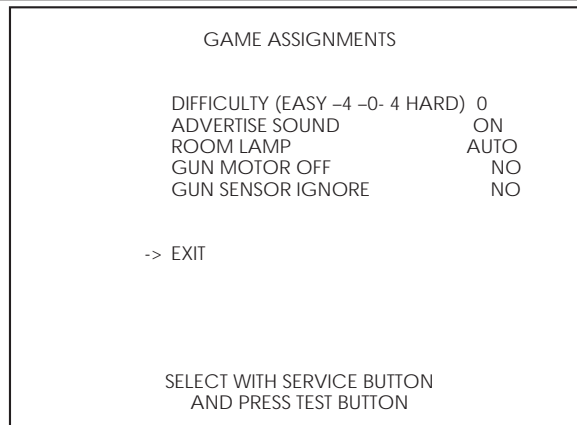 GAME ASSIGNMENTS
DIFFICULTY (EASY –4 –0- 4 HARD) 0
ADVERTISE SOUND ON
ROOM LAMP AUTO
GUN MOTOR OFF NO
GUN SENSOR IGNORE NO
-> EXIT
SELECT WITH SERVICE BUTTON
AND PRESS TEST BUTTON